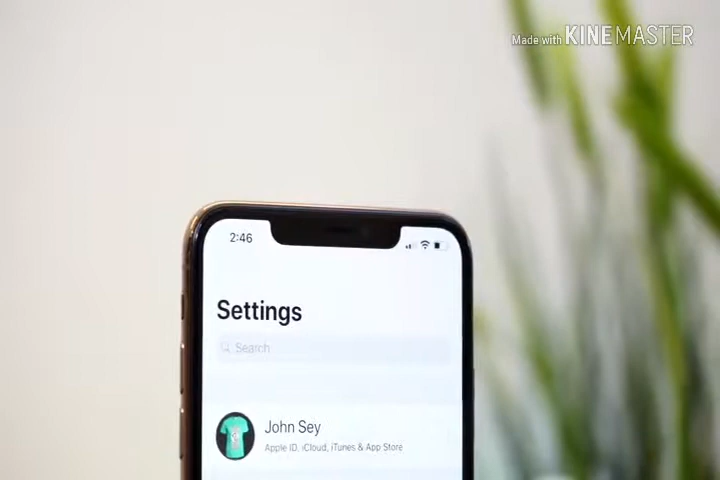 Made with KINEMASTER
2:46
Settings
Search
John Sey
Apple ID, iCloud, iTunes & App Store